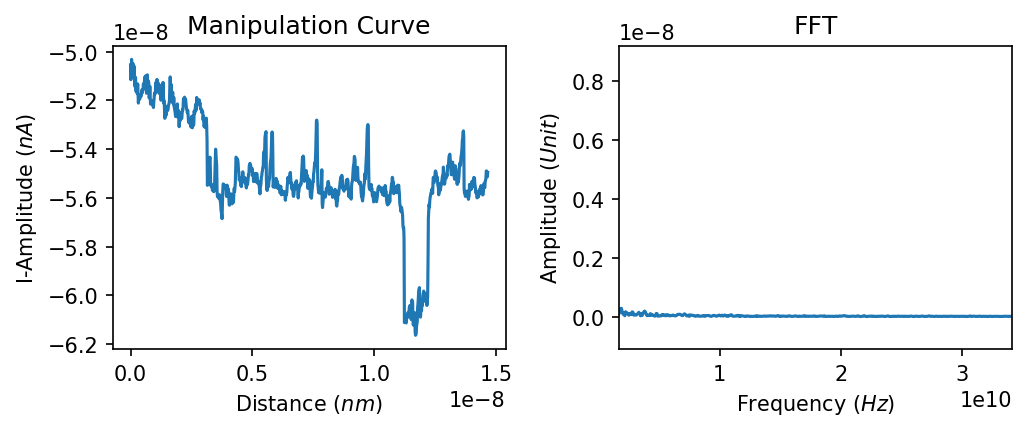 Manipulation Curve
1e−8
−5.0
−5.2
−5.4
−5.6
−5.8
−6.0
−6.2
I-Amplitude (nA)
0.0
0.5
1.0
1.5
1e−8
Distance (nm)
FFT
1e−8
0.8
0.6
0.4
0.2
0.0
Amplitude (Unit)
1
2
3
1e10
Frequency (Hz)